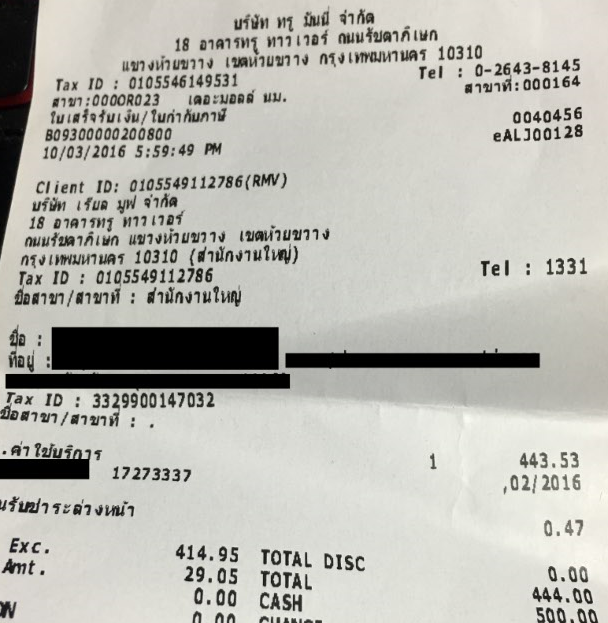 บริษัท ทรู มันนี่ จำกัด
18 อาคารทรู ทาวเวอร์ ถนนรัชดาภิเษก
แขวงห้วยขวาง เขตห้วยขวาง กรุงเทพมหานคร 10310
Tax ID : 0105546149531 Tel : 0-2643-8145
สาขา:0000R023 เดอะมอลล์ นม. สาขาที่:000164
ใบเสร็จรับเงิน/ใบกำกับภาษี 0040456
B09300000200800 eALJ00128
10/03/2016 5:59:49 PM
Client ID: 0105549112786(RMV)
บริษัท เรียล มูฟ จำกัด
18 อาคารทรู ทาวเวอร์
ถนนรัชดาภิเษก แขวงห้วยขวาง เขตห้วยขวาง
กรุงเทพมหานคร 10310 (สำนักงานใหญ่)
Tax ID : 0105549112786 Tel : 1331
ชื่อสาขา/สาขาที่ : สำนักงานใหญ่
ชื่อ :
ที่อยู่ :
Tax ID : 3329900147032
ชื่อสาขา/สาขาที่ : .
.ค่าใช้บริการ 1 443.53
17273337 ,02/2016
นรับชำระล่วงหน้า 0.47
Exc. 414.95 TOTAL DISC 0.00
Amt. 29.05 TOTAL 444.00
0.00 CASH 500.00
ON 0.00 CHANGE